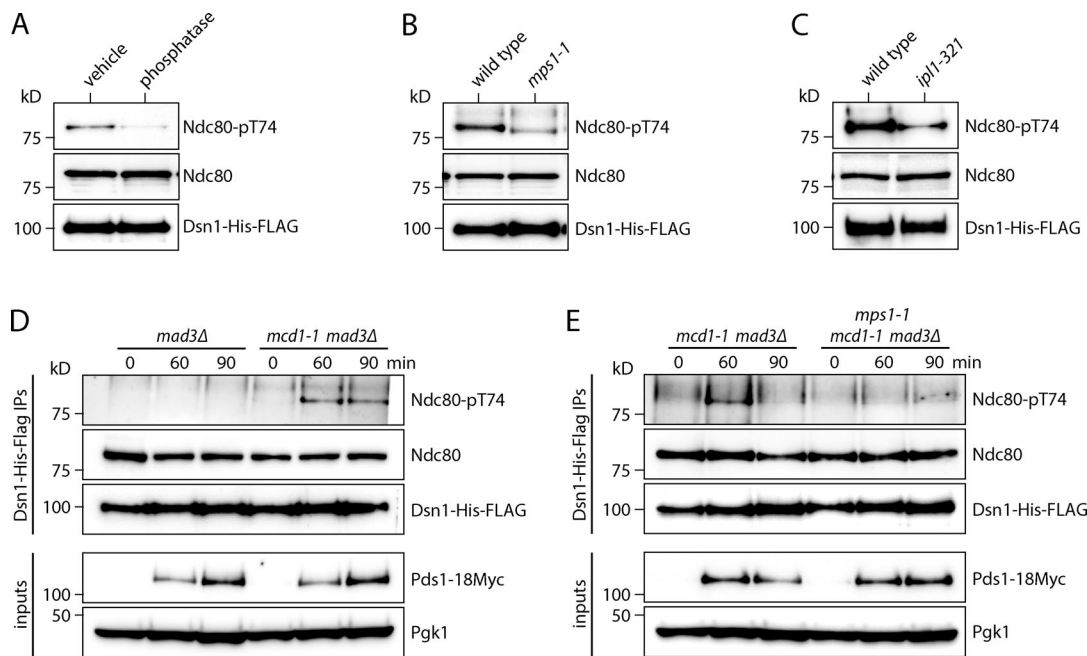 A
vehicle
phosphatase
kD
75
Ndc80-pT74
75
Ndc80
100
Dsn1-His-FLAG
B
wild type
mps1-1
kD
75
Ndc80-pT74
75
Ndc80
100
Dsn1-His-FLAG
C
wild type
ipl1-321
kD
75
Ndc80-pT74
75
Ndc80
100
Dsn1-His-FLAG
D
mad3Δ
mcd1-1 mad3Δ
kD
0 60 90 0 60 90 min
Dsn1-His-Flag IPs
75
Ndc80-pT74
75
Ndc80
100
Dsn1-His-FLAG
inputs
100
Pds1-18Myc
50
Pgk1
E
mcd1-1 mad3Δ
mps1-1
mcd1-1 mad3Δ
kD
0 60 90 0 60 90 min
Dsn1-His-Flag IPs
75
Ndc80-pT74
75
Ndc80
100
Dsn1-His-FLAG
inputs
100
Pds1-18Myc
50
Pgk1